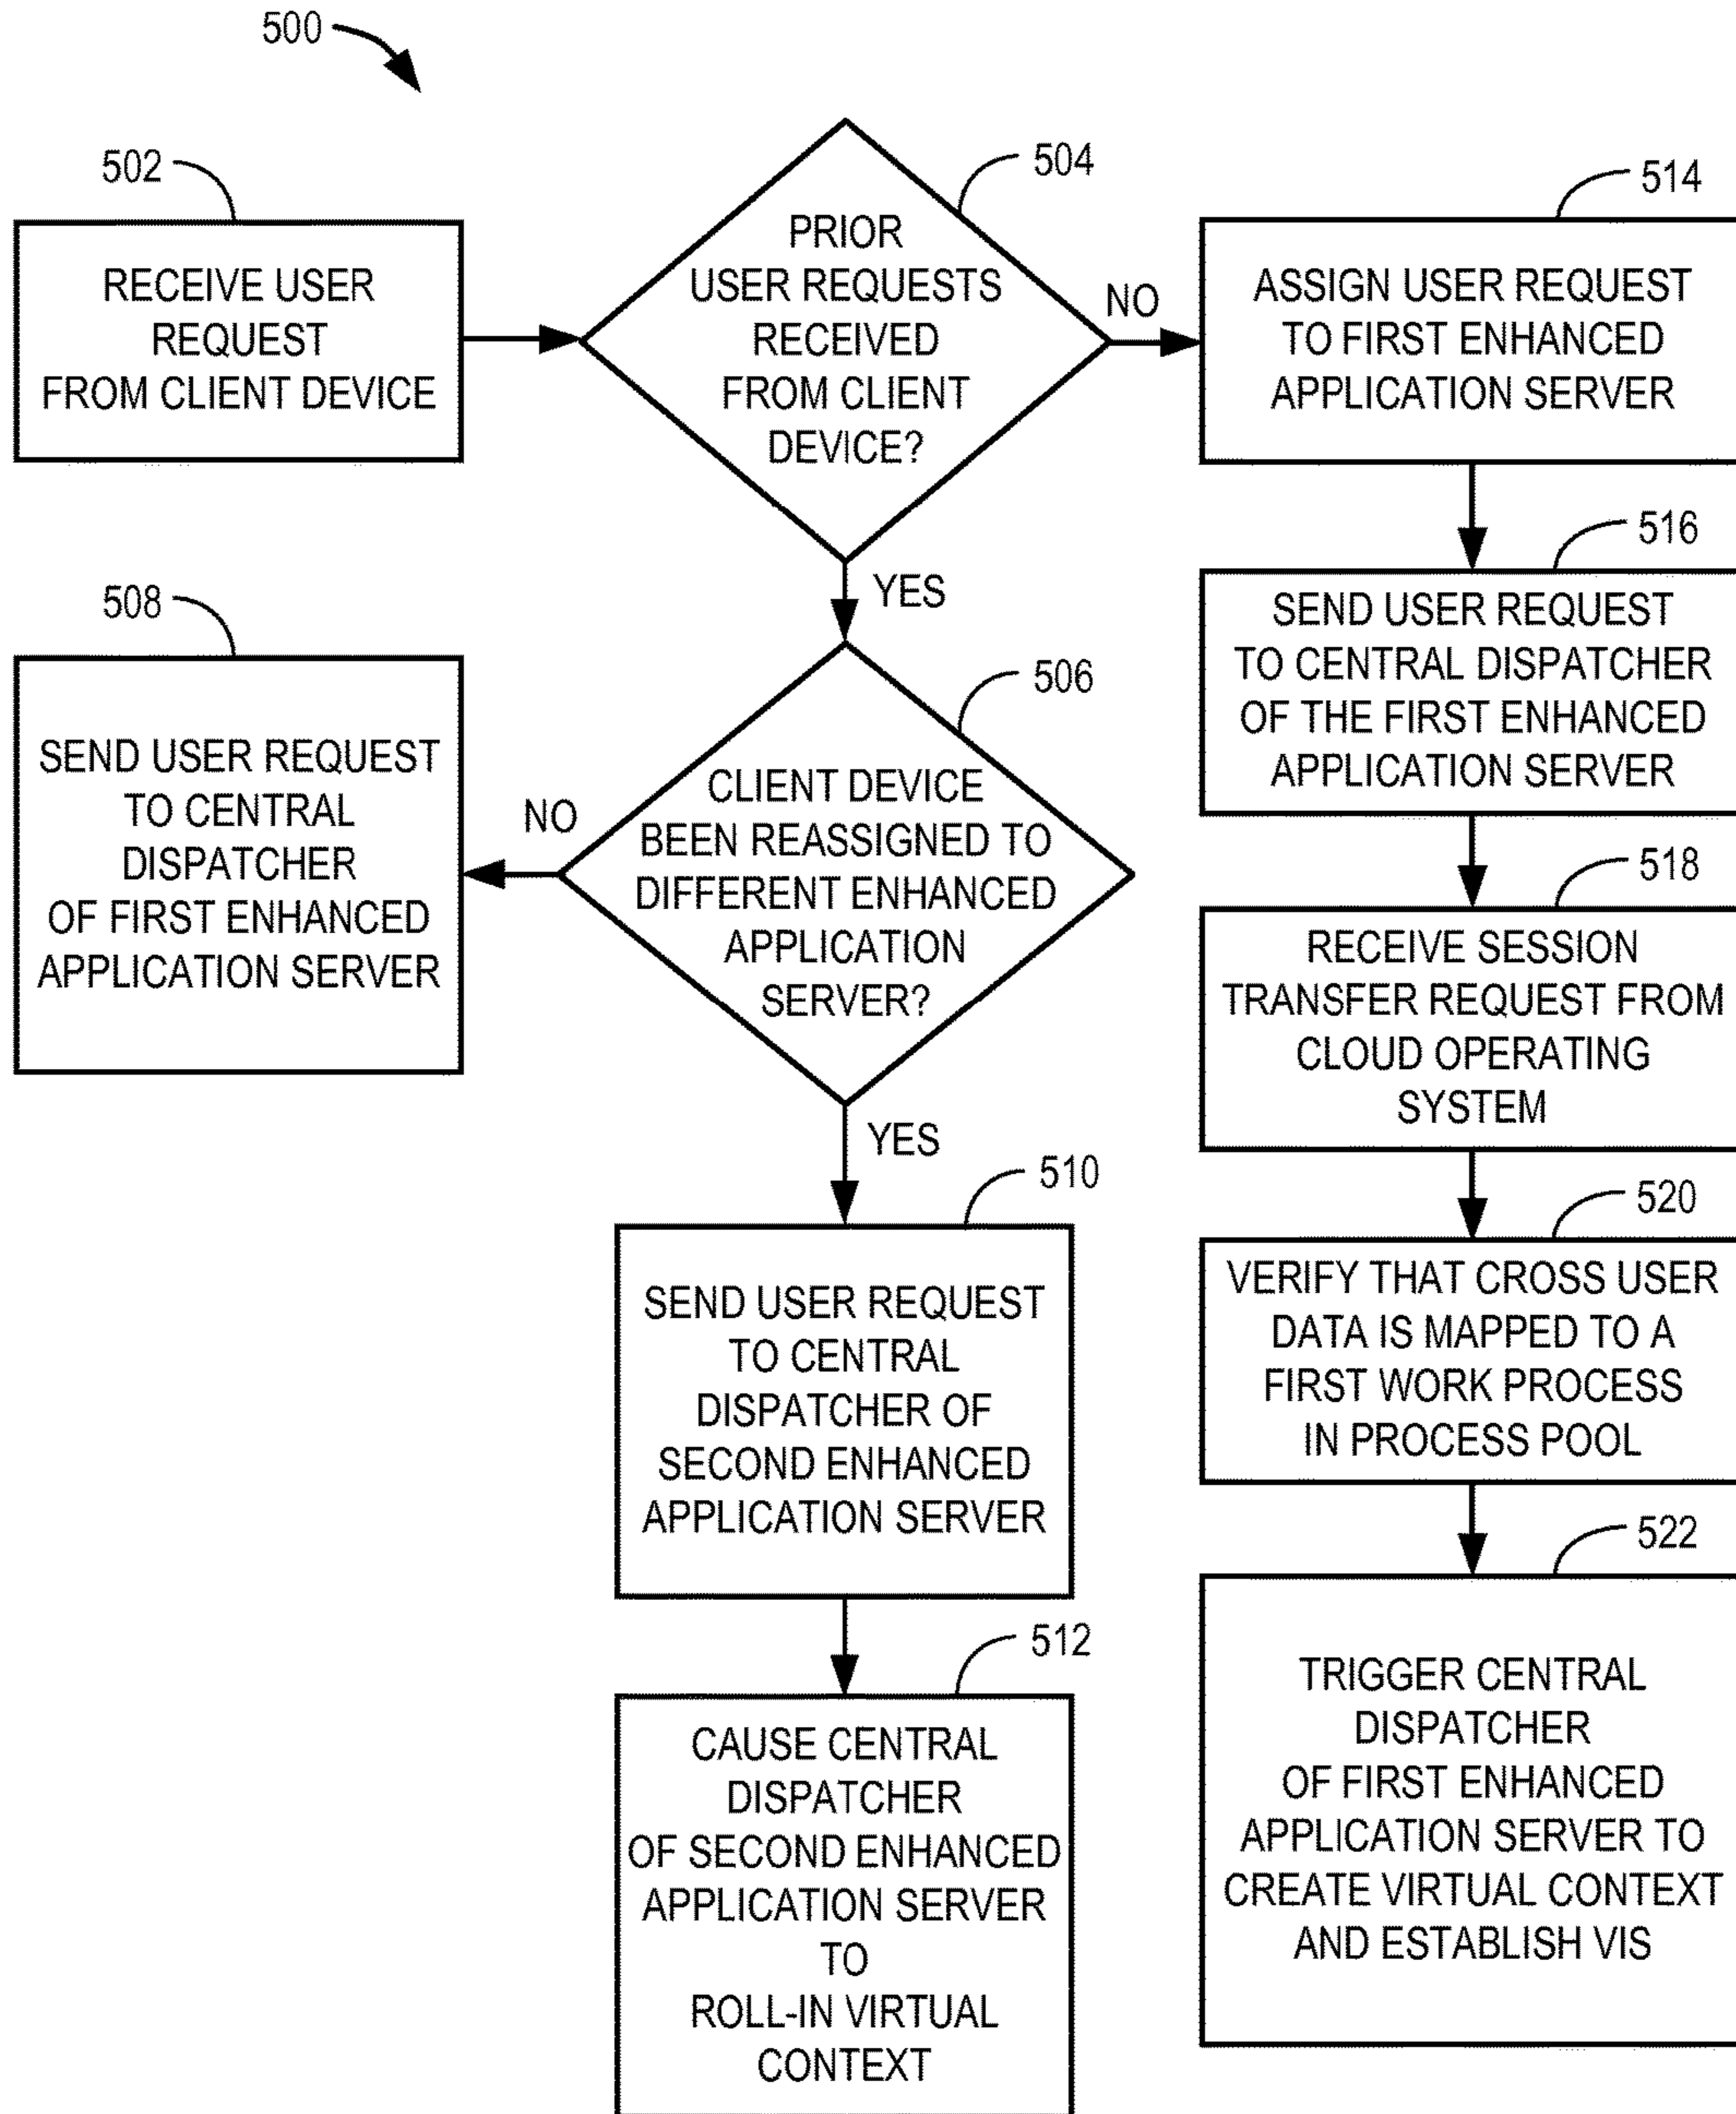 500
502
RECEIVE USER
REQUEST
FROM CLIENT DEVICE
504
PRIOR
USER REQUESTS
RECEIVED
FROM CLIENT
DEVICE?
NO
YES
506
CLIENT DEVICE
BEEN REASSIGNED TO
DIFFERENT ENHANCED
APPLICATION
SERVER?
NO
YES
508
SEND USER REQUEST
TO CENTRAL
DISPATCHER
OF FIRST ENHANCED
APPLICATION SERVER
510
SEND USER REQUEST
TO CENTRAL
DISPATCHER OF
SECOND ENHANCED
APPLICATION SERVER
512
CAUSE CENTRAL
DISPATCHER
OF SECOND ENHANCED
APPLICATION SERVER
TO
ROLL-IN VIRTUAL
CONTEXT
514
ASSIGN USER REQUEST
TO FIRST ENHANCED
APPLICATION SERVER
516
SEND USER REQUEST
TO CENTRAL DISPATCHER
OF THE FIRST ENHANCED
APPLICATION SERVER
518
RECEIVE SESSION
TRANSFER REQUEST FROM
CLOUD OPERATING
SYSTEM
520
VERIFY THAT CROSS USER
DATA IS MAPPED TO A
FIRST WORK PROCESS
IN PROCESS POOL
522
TRIGGER CENTRAL
DISPATCHER
OF FIRST ENHANCED
APPLICATION SERVER TO
CREATE VIRTUAL CONTEXT
AND ESTABLISH VIS